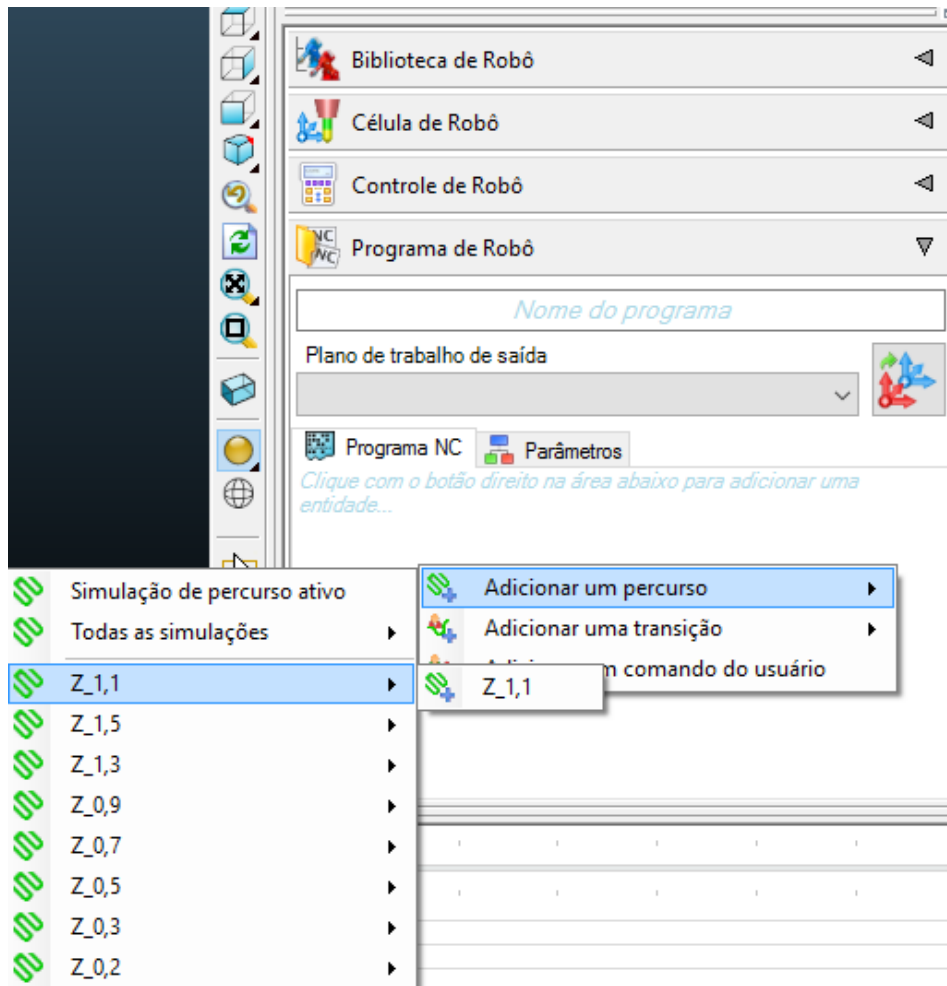 Biblioteca de Robô
Célula de Robô
Controle de Robô
NC
NC
Programa de Robô
Nome do programa
Plano de trabalho de saída
Programa NC
Parâmetros
Clique com o botão direito na área abaixo para adicionar uma
entidade...
Simulação de percurso ativo
Todas as simulações
Z_1,1
Z_1,5
Z_1,3
Z_0,9
Z_0,7
Z_0,5
Z_0,3
Z_0,2
Adicionar um percurso
Adicionar uma transição
comando do usuário
Z_1,1